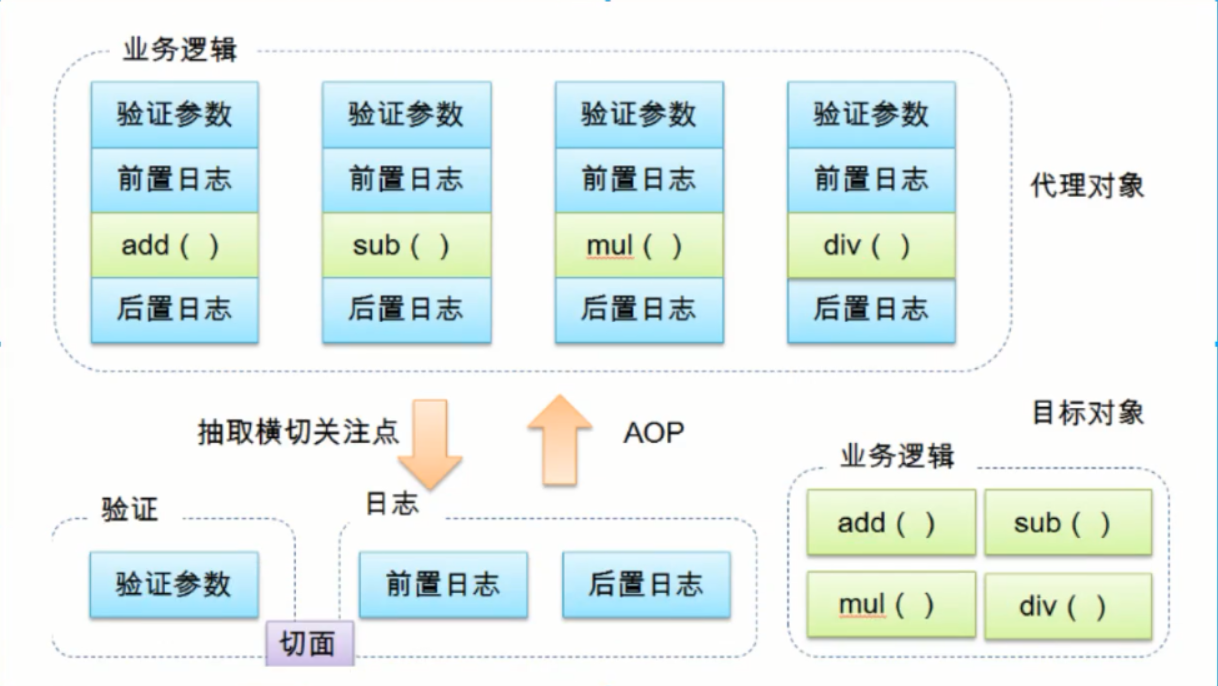 业务逻辑
验证参数 验证参数 验证参数 验证参数
前置日志 前置日志 前置日志 前置日志
代理对象
add ( ) sub ( ) mul ( ) div ( )
后置日志 后置日志 后置日志 后置日志
抽取横切关注点
AOP
目标对象
业务逻辑
验证
日志
add ( ) sub ( )
验证参数
前置日志 后置日志
mul ( ) div ( )
切面